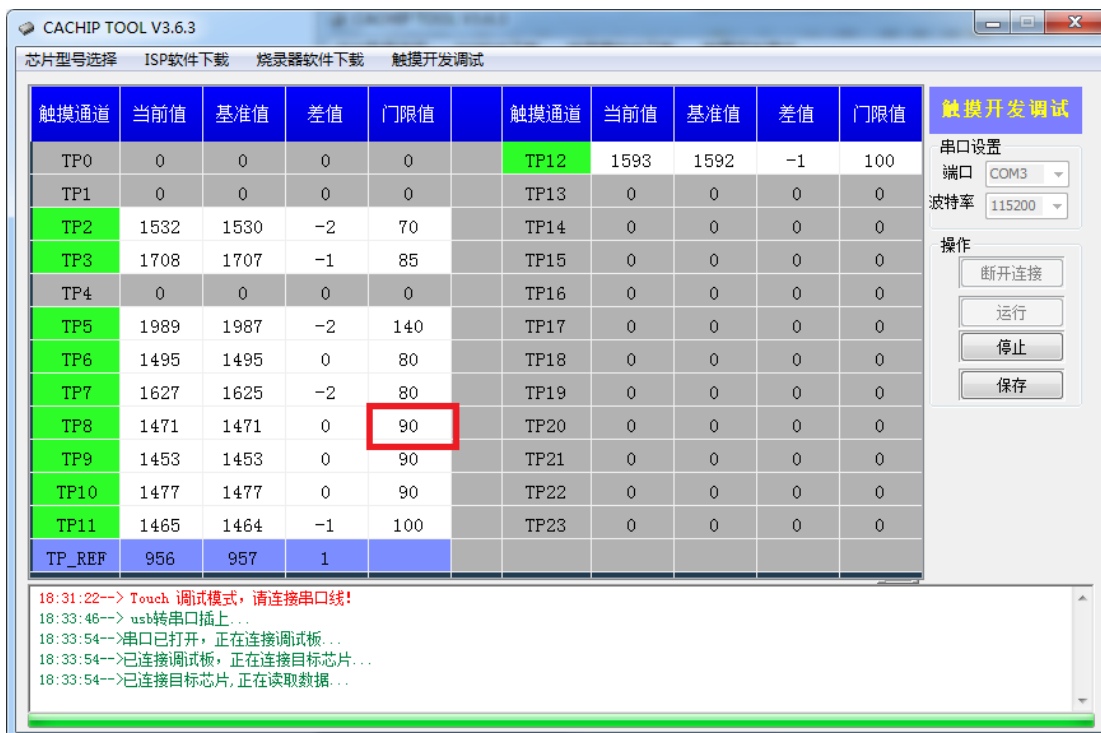 CACHIP TOOL V3.6.3
芯片型号选择 ISP软件下载 烧录器软件下载 触摸开发调试
触摸通道 当前值 基准值 差值 门限值 触摸通道 当前值 基准值 差值 门限值
TP0 0 0 0 0 TP12 1593 1592 -1 100
TP1 0 0 0 0 TP13 0 0 0 0
TP2 1532 1530 -2 70 TP14 0 0 0 0
TP3 1708 1707 -1 85 TP15 0 0 0 0
TP4 0 0 0 0 TP16 0 0 0 0
TP5 1989 1987 -2 140 TP17 0 0 0 0
TP6 1495 1495 0 80 TP18 0 0 0 0
TP7 1627 1625 -2 80 TP19 0 0 0 0
TP8 1471 1471 0 90 TP20 0 0 0 0
TP9 1453 1453 0 90 TP21 0 0 0 0
TP10 1477 1477 0 90 TP22 0 0 0 0
TP11 1465 1464 -1 100 TP23 0 0 0 0
TP_REF 956 957 1
触摸开发调试
串口设置
端口 COM3
波特率 115200
操作
断开连接
运行
停止
保存
18:31:22--> Touch 调试模式，请连接串口线!
18:33:46--> usb转串口插上...
18:33:54-->串口已打开，正在连接调试板...
18:33:54-->已连接调试板，正在连接目标芯片...
18:33:54-->已连接目标芯片,正在读取数据...